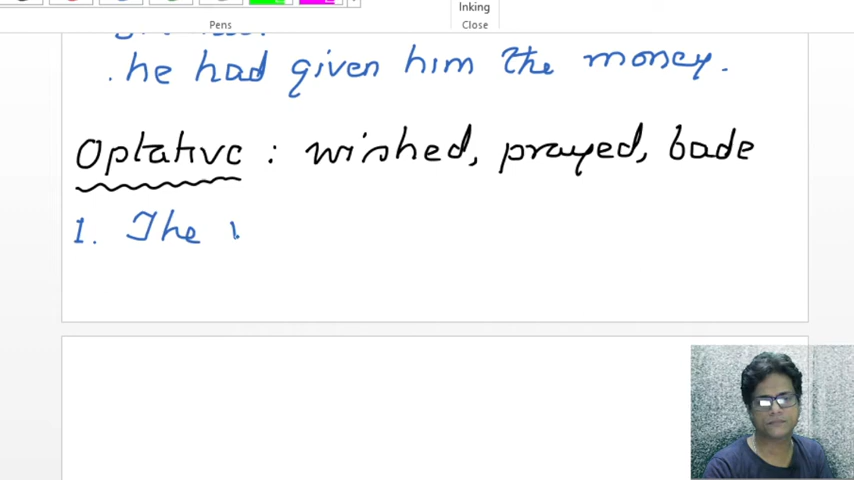 Inking
Pens
Close
he had given him the money.
Optative : wished, prayed, bade
1. The